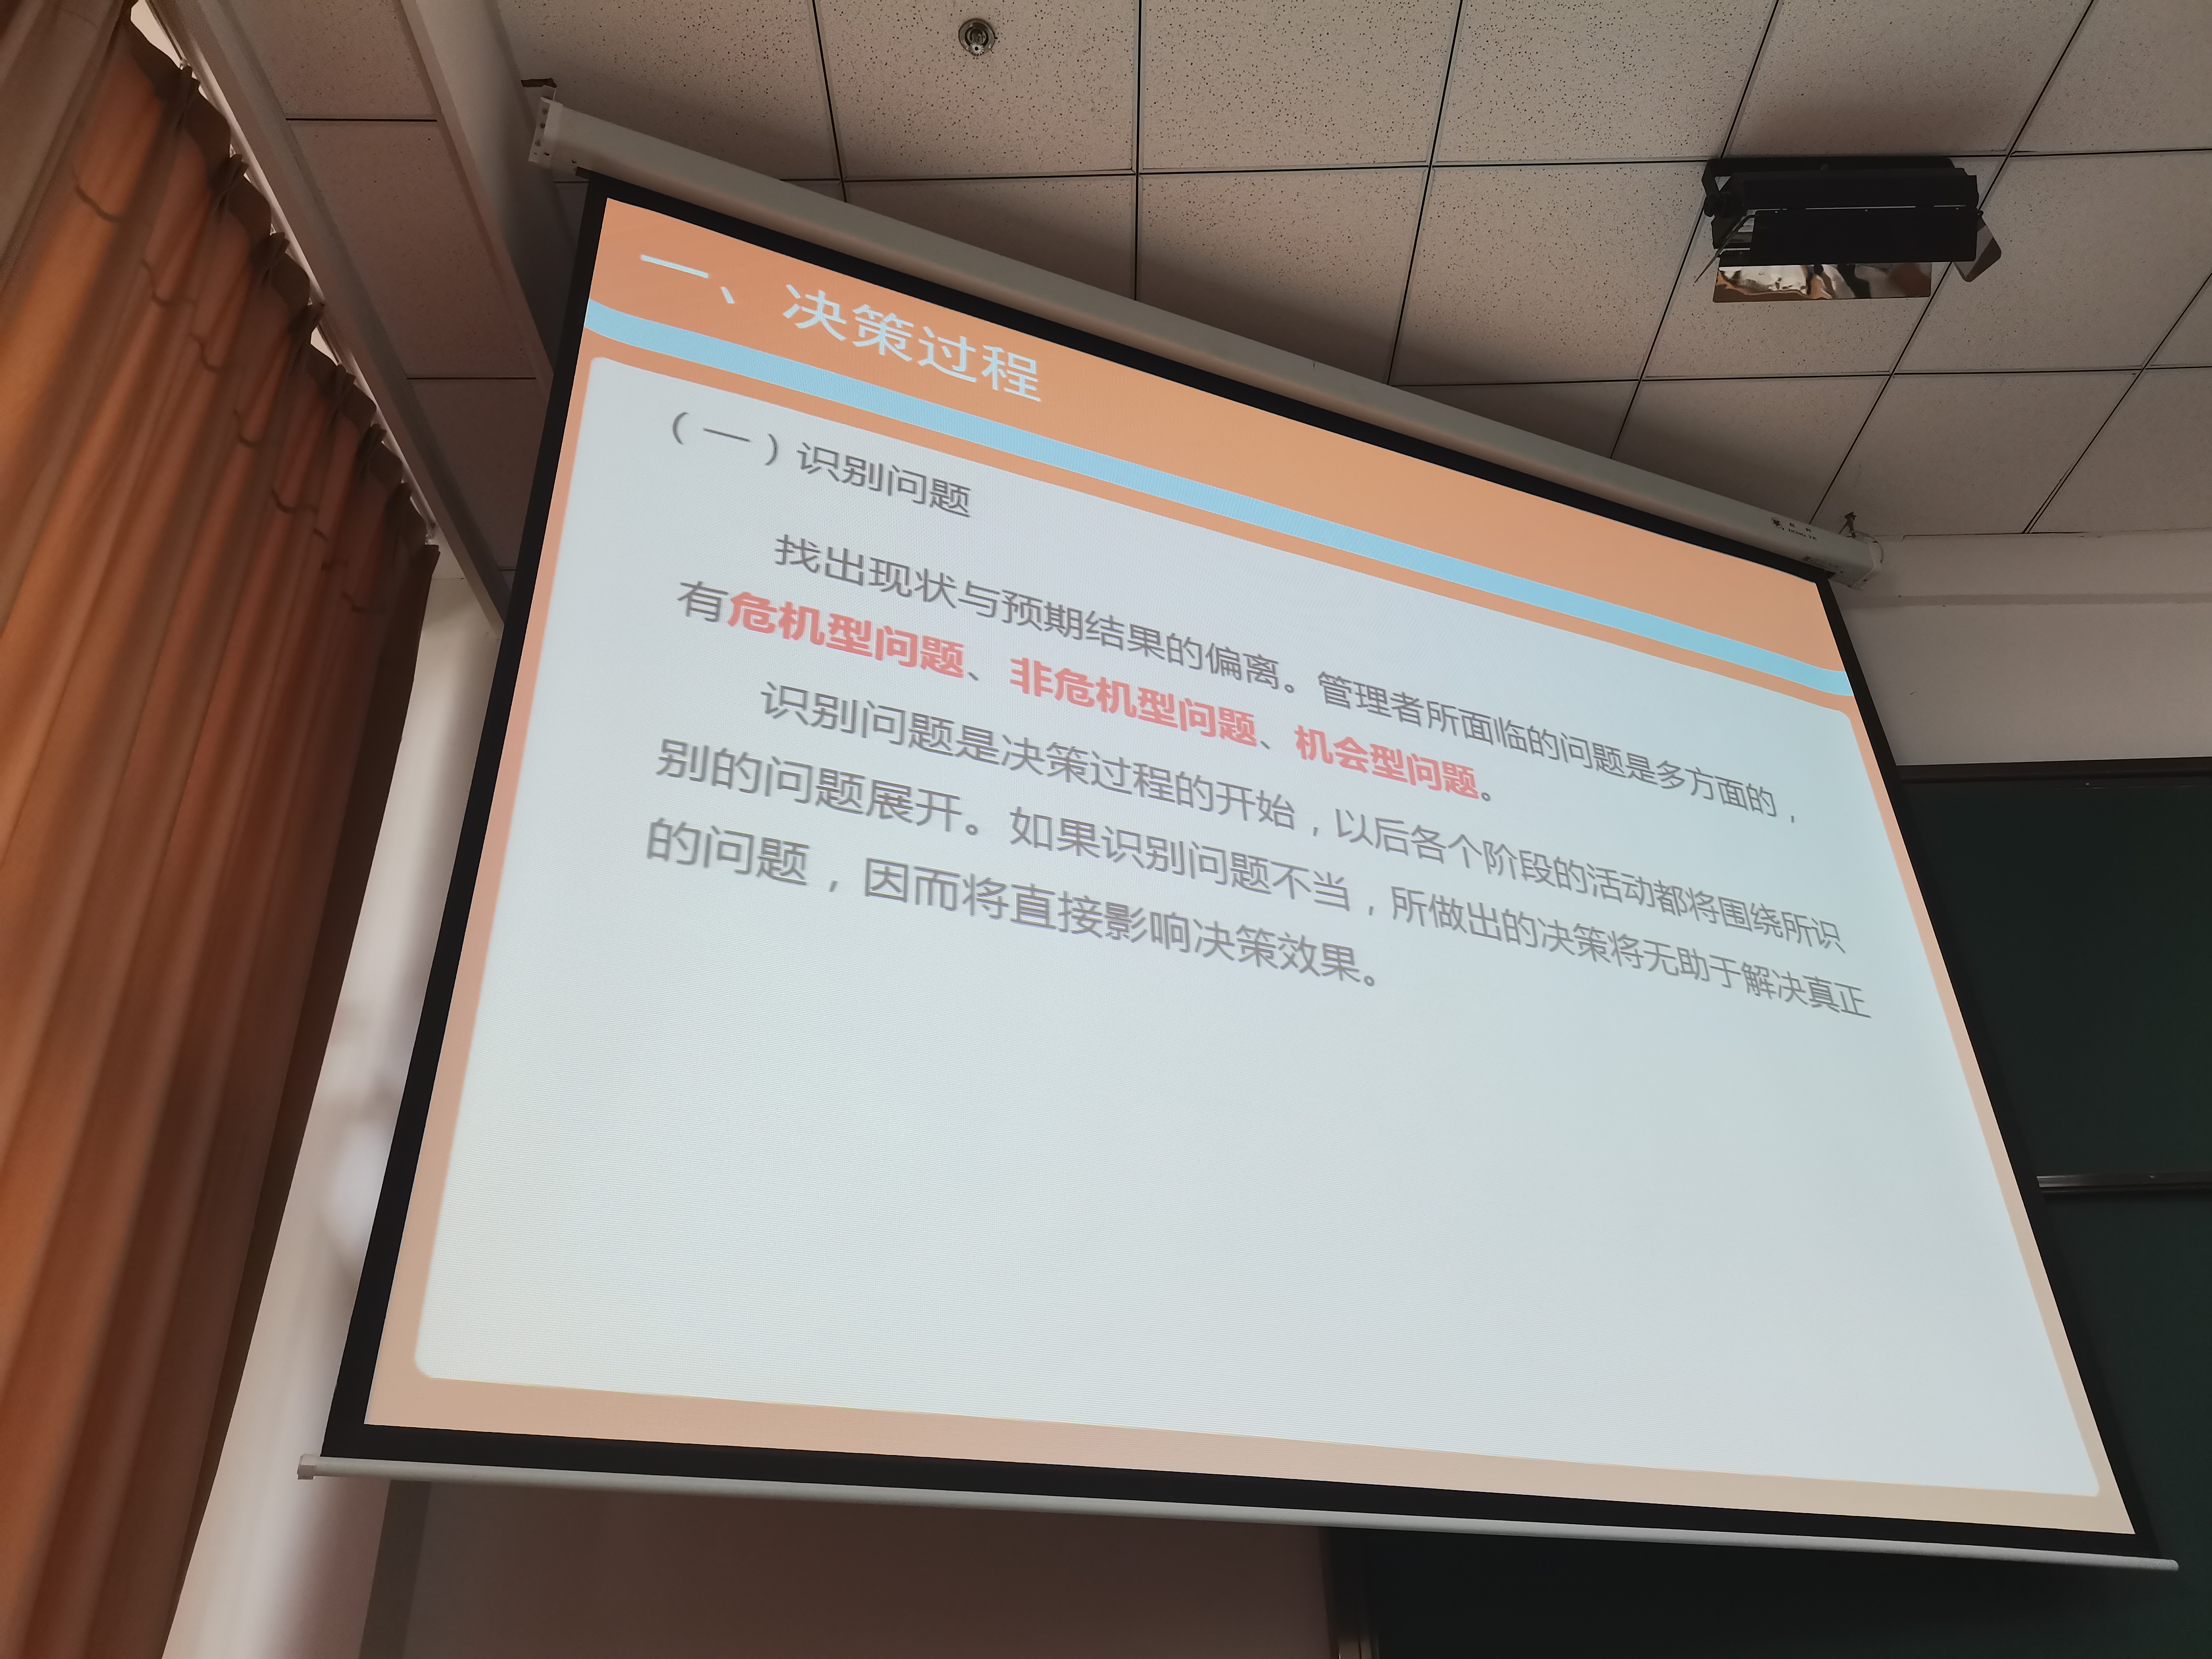 一、决策过程
（一）识别问题
找出现状与预期结果的偏离。管理者所面临的问题是多方面的，
有危机型问题、非危机型问题、机会型问题。
识别问题是决策过程的开始，以后各个阶段的活动都将围绕所识
别的问题展开。如果识别问题不当，所做出的决策将无助于解决真正
的问题，因而将直接影响决策效果。